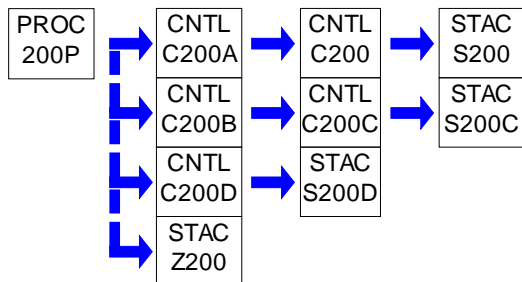 PROC
200P
CNTL
C200A
CNTL
C200
STAC
S200
CNTL
C200B
CNTL
C200C
STAC
S200C
CNTL
C200D
STAC
S200D
STAC
Z200